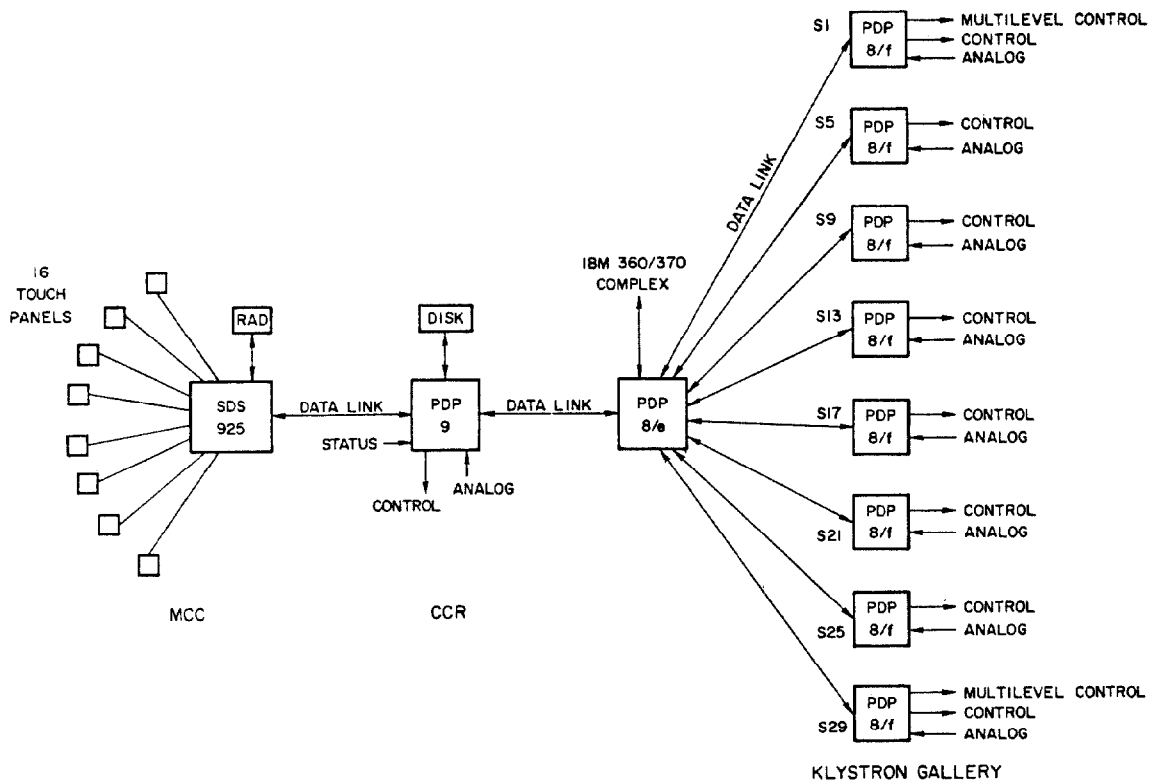 16
TOUCH
PANELS
RAD
SDS
925
MCC
DATA LINK
DISK
PDP
9
STATUS
CONTROL
ANALOG
CCR
DATA LINK
IBM 360/370
COMPLEX
PDP
8/e
DATA LINK
S1
PDP
8/f
MULTILEVEL CONTROL
CONTROL
ANALOG
S5
PDP
8/f
CONTROL
ANALOG
S9
PDP
8/f
CONTROL
ANALOG
S13
PDP
8/f
CONTROL
ANALOG
S17
PDP
8/f
CONTROL
ANALOG
S21
PDP
8/f
CONTROL
ANALOG
S25
PDP
8/f
CONTROL
ANALOG
S29
PDP
8/f
MULTILEVEL CONTROL
CONTROL
ANALOG
KLYSTRON GALLERY